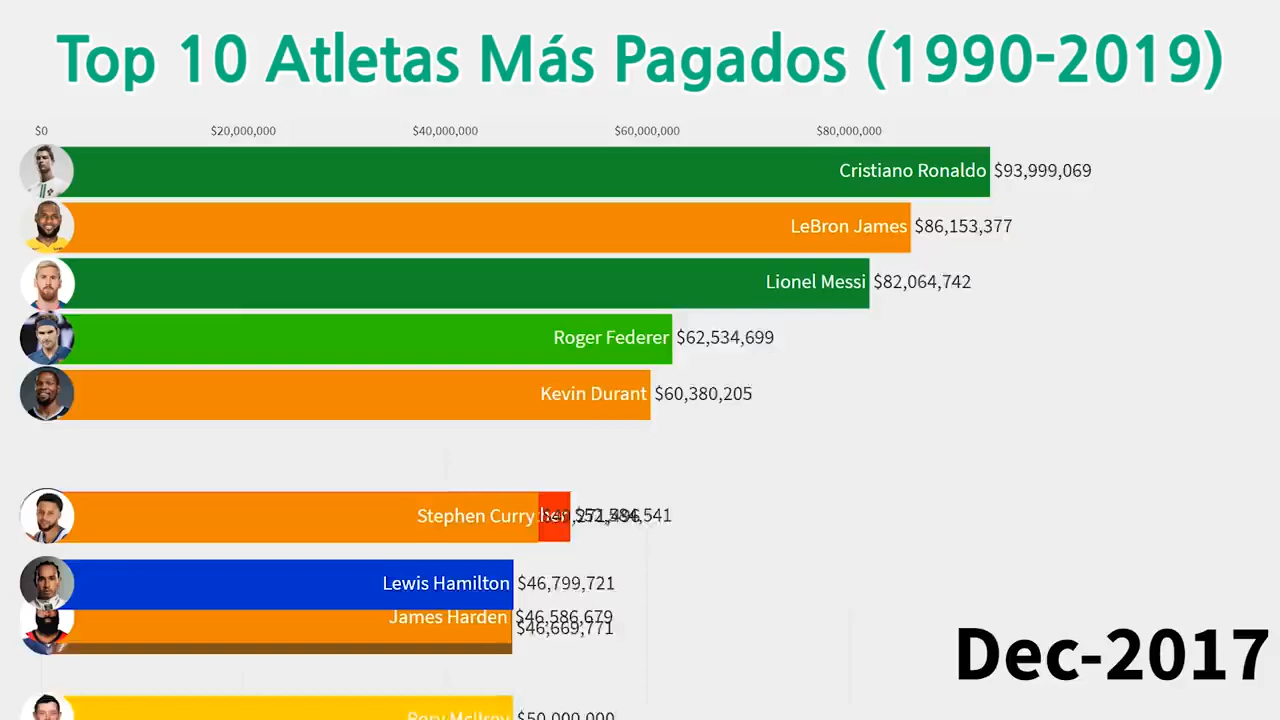 Top 10 Atletas Más Pagados (1990-2019)
$0 $20,000,000 $40,000,000 $60,000,000 $80,000,000
Cristiano Ronaldo $93,999,069
LeBron James $86,153,377
Lionel Messi $82,064,742
Roger Federer $62,534,699
Kevin Durant $60,380,205
Stephen Curry
Lewis Hamilton $46,799,721
James Harden $46,586,679
$46,669,771
Dec-2017
Rory McIlroy $50,000,000